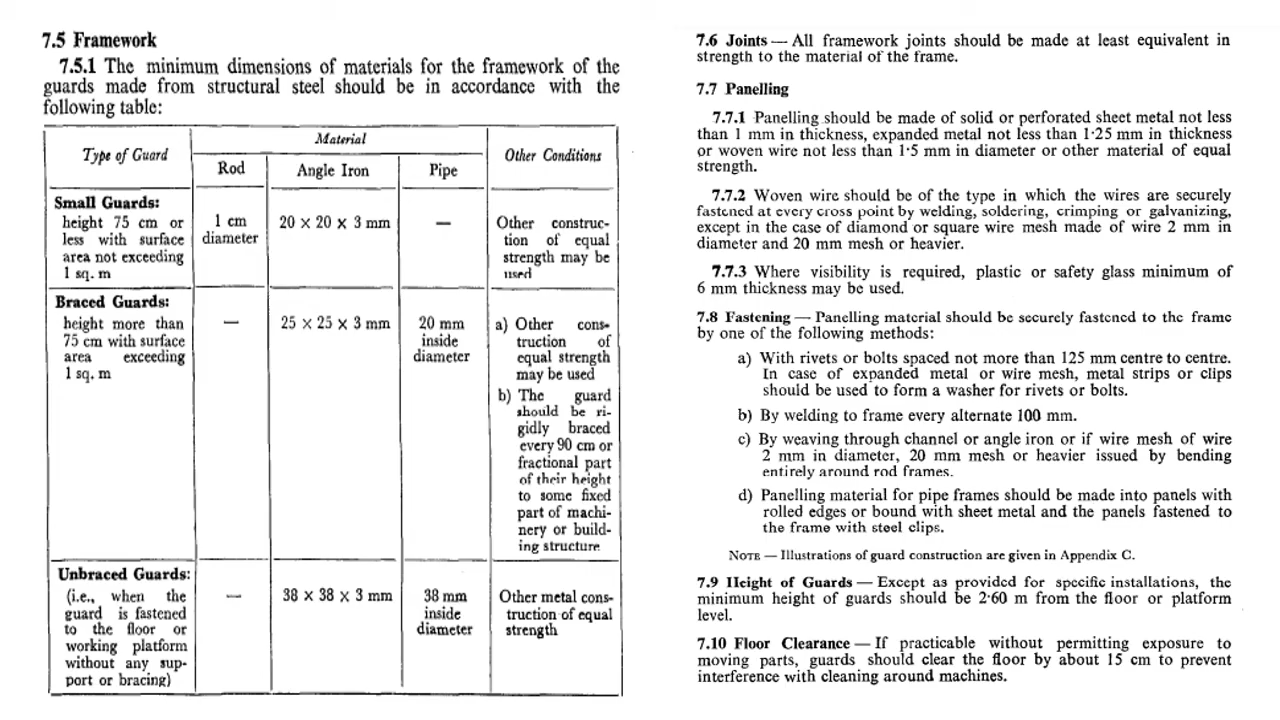 7.5 Framework
7.5.1 The minimum dimensions of materials for the framework of the
guards made from structural steel should be in accordance with the
following table:
Type of Guard
Material
Other Conditions
Rod
Angle Iron
Pipe
Small Guards:
height 75 cm or
less with surface
area not exceeding
1 sq. m
1 cm
diameter
20 × 20 × 3 mm
—
Other construc-
tion of equal
strength may be
used
Braced Guards:
height more than
75 cm with surface
area exceeding
1 sq. m
—
25 × 25 × 3 mm
20 mm
inside
diameter
a) Other cons-
truction of
equal strength
may be used
b) The guard
should be ri-
gidly braced
every 90 cm or
fractional part
of their height
to some fixed
part of machi-
nery or build-
ing structure
Unbraced Guards:
(i.e., when the
guard is fastened
to the floor or
working platform
without any sup-
port or bracing)
—
38 × 38 × 3 mm
38 mm
inside
diameter
Other metal cons-
truction of equal
strength
7.6 Joints — All framework joints should be made at least equivalent in
strength to the material of the frame.
7.7 Panelling
7.7.1 Panelling should be made of solid or perforated sheet metal not less
than 1 mm in thickness, expanded metal not less than 1·25 mm in thickness
or woven wire not less than 1·5 mm in diameter or other material of equal
strength.
7.7.2 Woven wire should be of the type in which the wires are securely
fastened at every cross point by welding, soldering, crimping or galvanizing,
except in the case of diamond or square wire mesh made of wire 2 mm in
diameter and 20 mm mesh or heavier.
7.7.3 Where visibility is required, plastic or safety glass minimum of
6 mm thickness may be used.
7.8 Fastening — Panelling material should be securely fastened to the frame
by one of the following methods:
a) With rivets or bolts spaced not more than 125 mm centre to centre.
In case of expanded metal or wire mesh, metal strips or clips
should be used to form a washer for rivets or bolts.
b) By welding to frame every alternate 100 mm.
c) By weaving through channel or angle iron or if wire mesh of wire
2 mm in diameter, 20 mm mesh or heavier issued by bending
entirely around rod frames.
d) Panelling material for pipe frames should be made into panels with
rolled edges or bound with sheet metal and the panels fastened to
the frame with steel clips.
NOTE — Illustrations of guard construction are given in Appendix C.
7.9 Height of Guards — Except as provided for specific installations, the
minimum height of guards should be 2·60 m from the floor or platform
level.
7.10 Floor Clearance — If practicable without permitting exposure to
moving parts, guards should clear the floor by about 15 cm to prevent
interference with cleaning around machines.